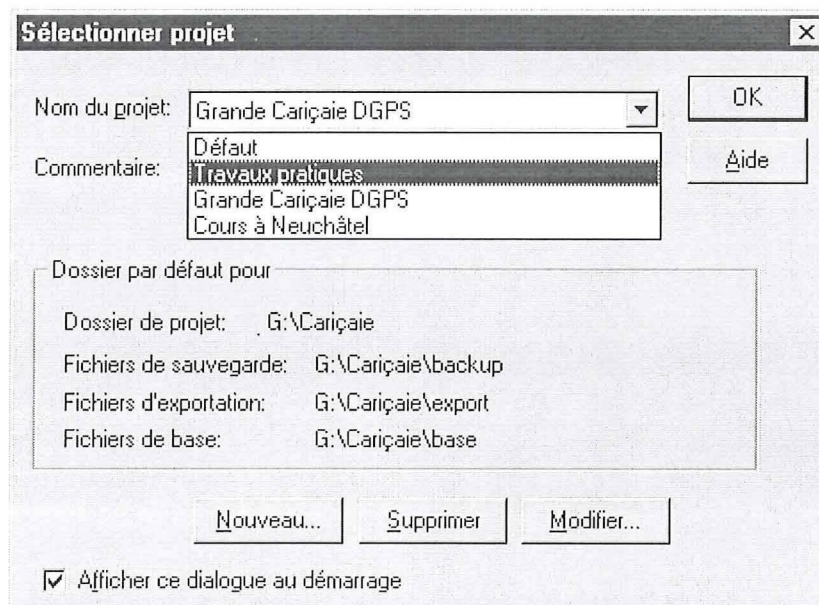 Sélectionner projet
Nom du projet: Grande Cariçaie DGPS
OK
Défaut
Commentaire: Travaux pratiques
Aide
Grande Cariçaie DGPS
Cours à Neuchâtel
Dossier par défaut pour
Dossier de projet: G:\Cariçaie
Fichiers de sauvegarde: G:\Cariçaie\backup
Fichiers d'exportation: G:\Cariçaie\export
Fichiers de base: G:\Cariçaie\base
Nouveau... Supprimer Modifier...
Afficher ce dialogue au démarrage